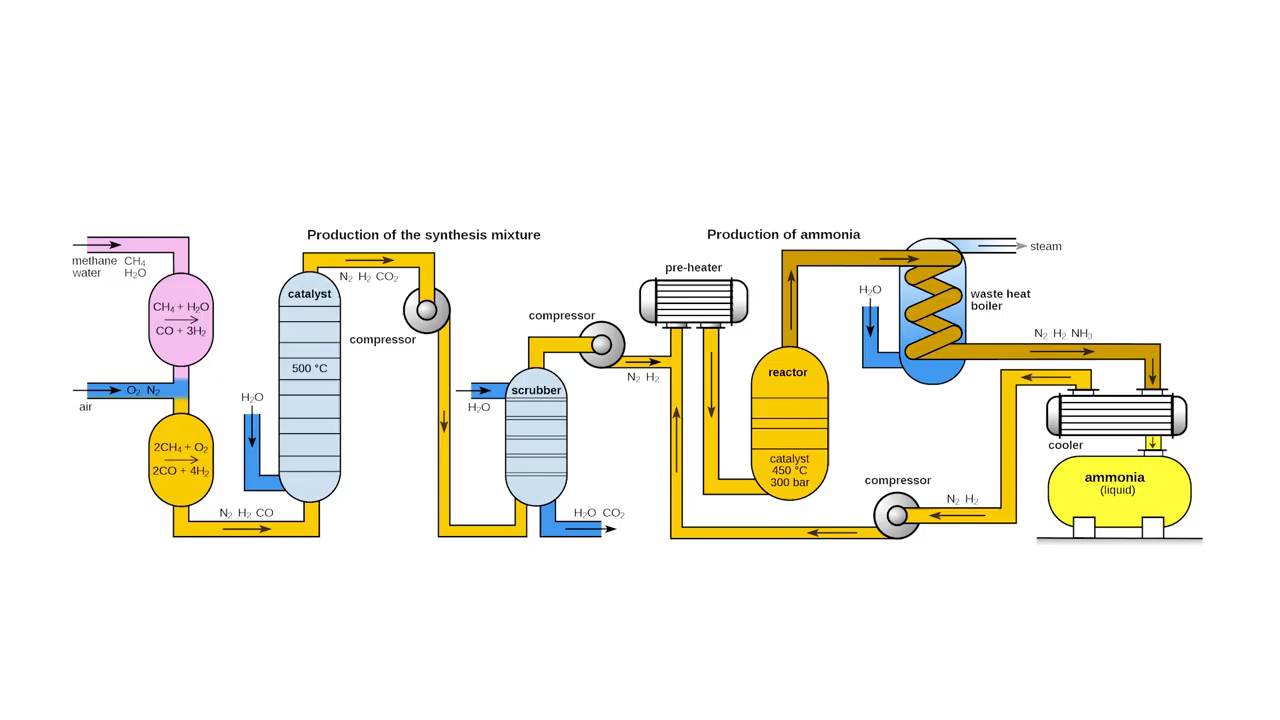 Production of the synthesis mixture
Production of ammonia
methane CH₄
water H₂O
CH₄ + H₂O
CO + 3H₂
O₂ N₂
air
2CH₄ + O₂
2CO + 4H₂
N₂ H₂ CO
H₂O
catalyst
500 °C
N₂ H₂ CO₂
compressor
H₂O
scrubber
H₂O CO₂
compressor
N₂ H₂
pre-heater
reactor
catalyst
450 °C
300 bar
H₂O
steam
waste heat
boiler
N₂ H₂ NH₃
cooler
ammonia
(liquid)
N₂ H₂
compressor